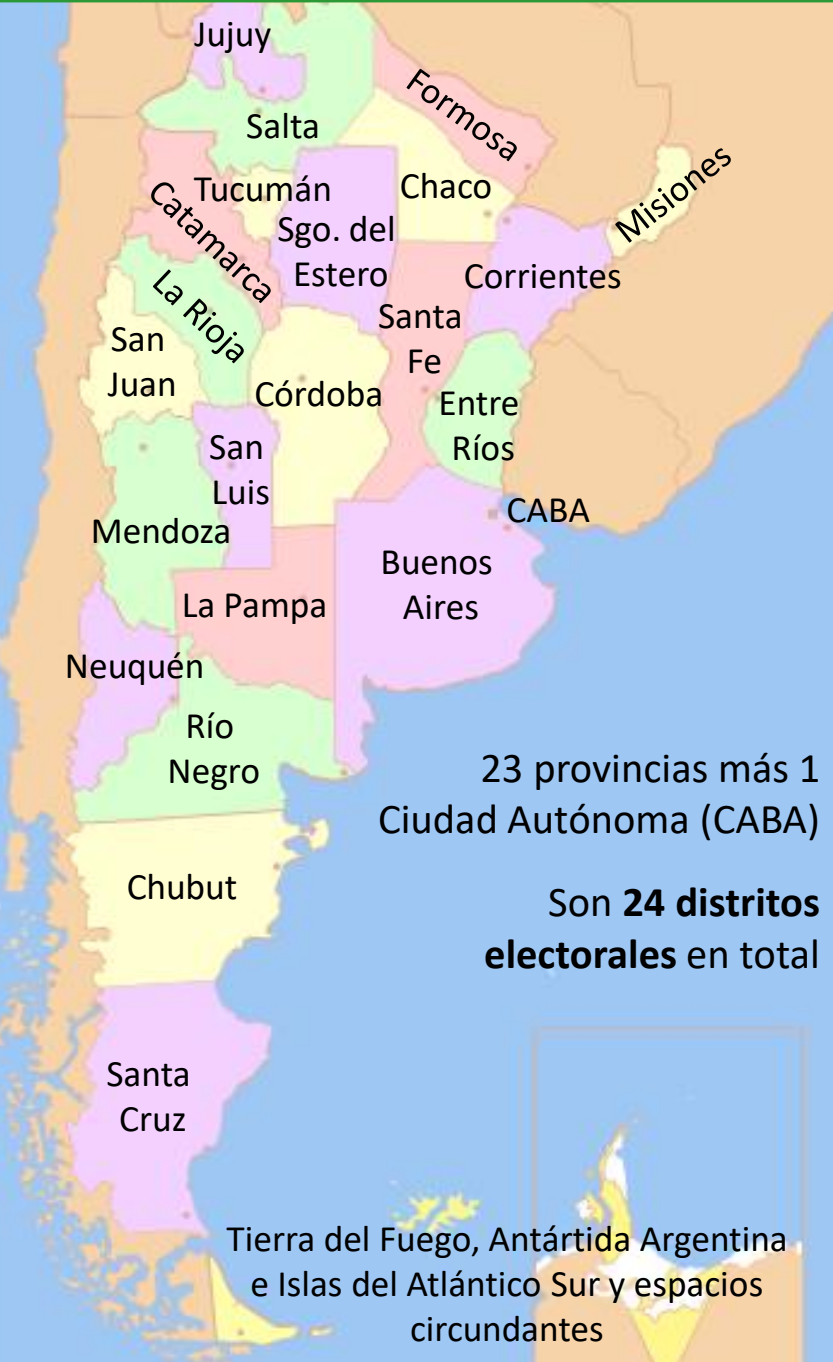 Jujuy
Formosa
Salta
Tucumán
Chaco
Misiones
Catamarca
Sgo. del
Estero
Corrientes
La Rioja
Santa
Fe
San
Juan
Córdoba
Entre
Ríos
San
Luis
CABA
Mendoza
Buenos
Aires
La Pampa
Neuquén
Río
Negro
23 provincias más 1
Ciudad Autónoma (CABA)
Chubut
Son 24 distritos
electorales en total
Santa
Cruz
Tierra del Fuego, Antártida Argentina
e Islas del Atlántico Sur y espacios
circundantes